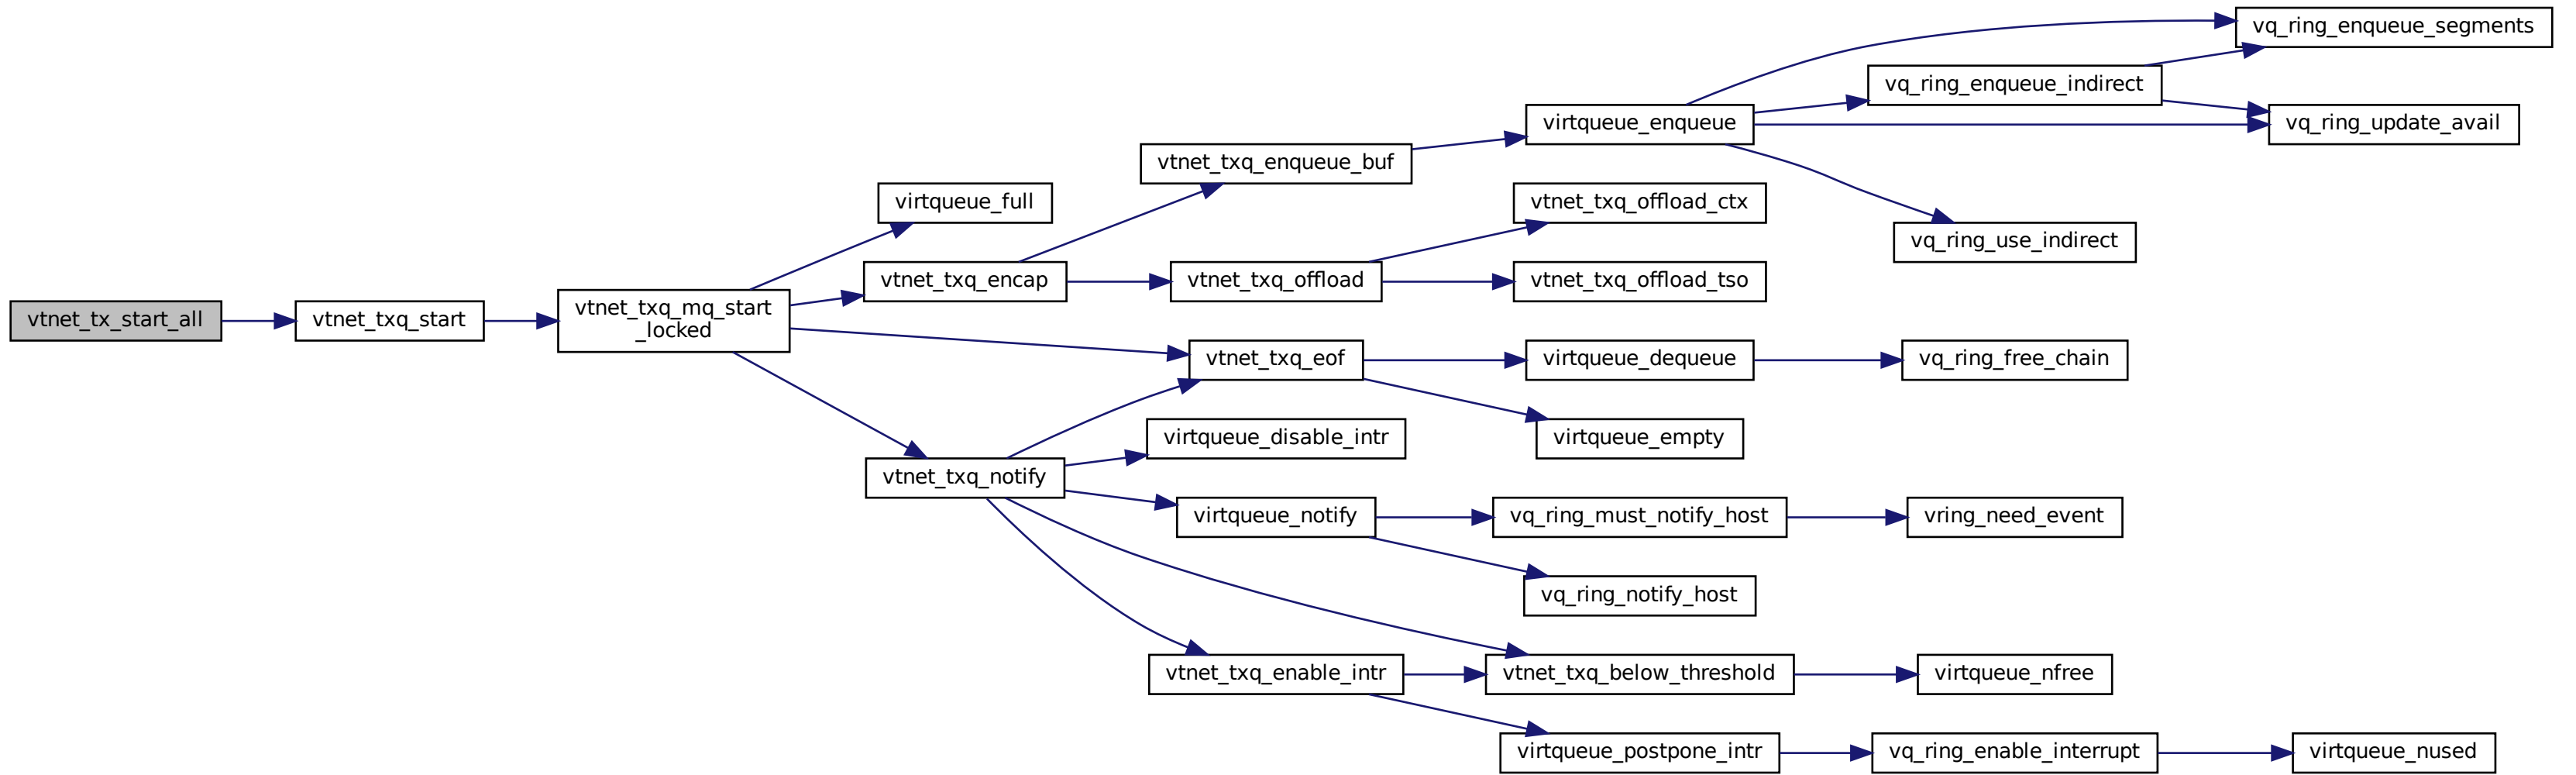 vtnet_tx_start_all
vtnet_txq_start
vtnet_txq_mq_start
_locked
virtqueue_full
vtnet_txq_encap
vtnet_txq_eof
vtnet_txq_notify
vtnet_txq_enqueue_buf
vtnet_txq_offload
virtqueue_disable_intr
virtqueue_notify
vtnet_txq_enable_intr
virtqueue_enqueue
vtnet_txq_offload_ctx
vtnet_txq_offload_tso
virtqueue_dequeue
virtqueue_empty
vq_ring_must_notify_host
vq_ring_notify_host
vtnet_txq_below_threshold
virtqueue_postpone_intr
vq_ring_enqueue_indirect
vq_ring_use_indirect
vq_ring_free_chain
vring_need_event
virtqueue_nfree
vq_ring_enable_interrupt
vq_ring_enqueue_segments
vq_ring_update_avail
virtqueue_nused